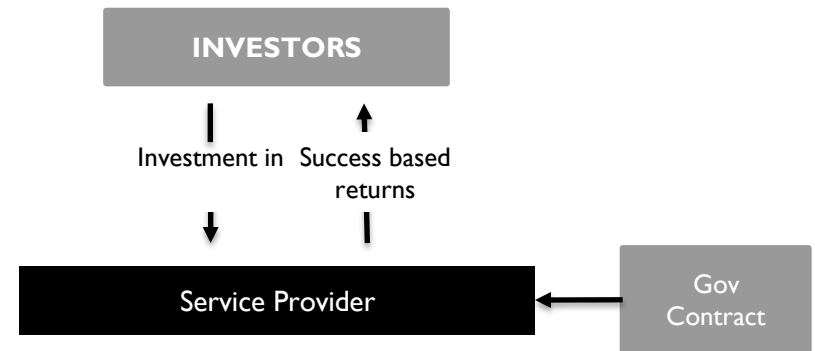 INVESTORS
Investment in
Success based
returns
Service Provider
Gov
Contract